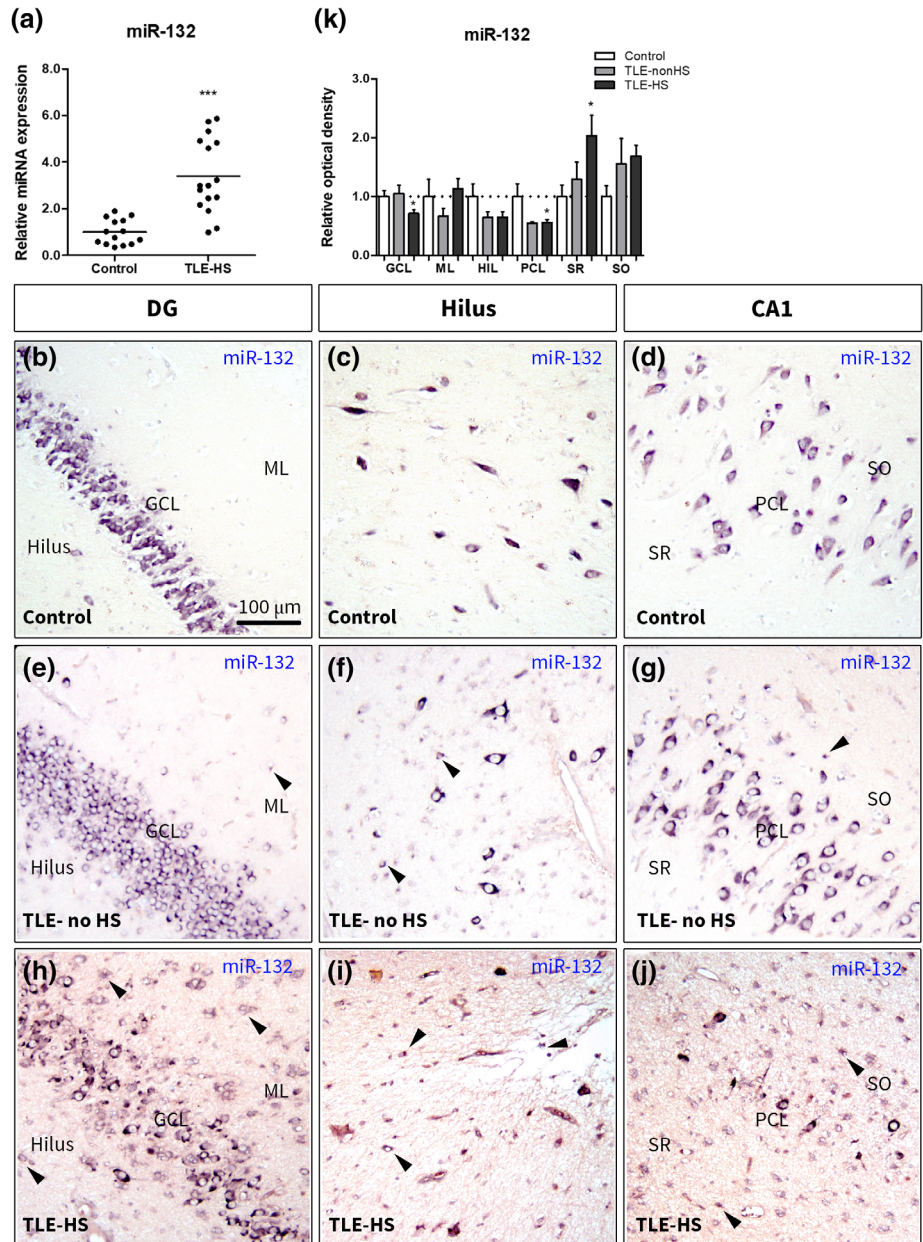 (a)
miR-132
Relative miRNA expression
8.0
6.0
4.0
2.0
0.0
***
Control
TLE-HS
(k)
miR-132
Control
TLE-nonHS
TLE-HS
Relative optical density
3.0
2.0
1.0
0.0
*
*
*
GCL
ML
HIL
PCL
SR
SO
DG
Hilus
CA1
(b)
miR-132
ML
GCL
Hilus
Control
100 μm
(c)
miR-132
Control
(d)
miR-132
SO
PCL
SR
Control
(e)
miR-132
ML
GCL
Hilus
TLE- no HS
(f)
miR-132
TLE- no HS
(g)
miR-132
SO
PCL
SR
TLE- no HS
(h)
miR-132
ML
GCL
Hilus
TLE-HS
(i)
miR-132
TLE-HS
(j)
miR-132
SO
PCL
SR
TLE-HS